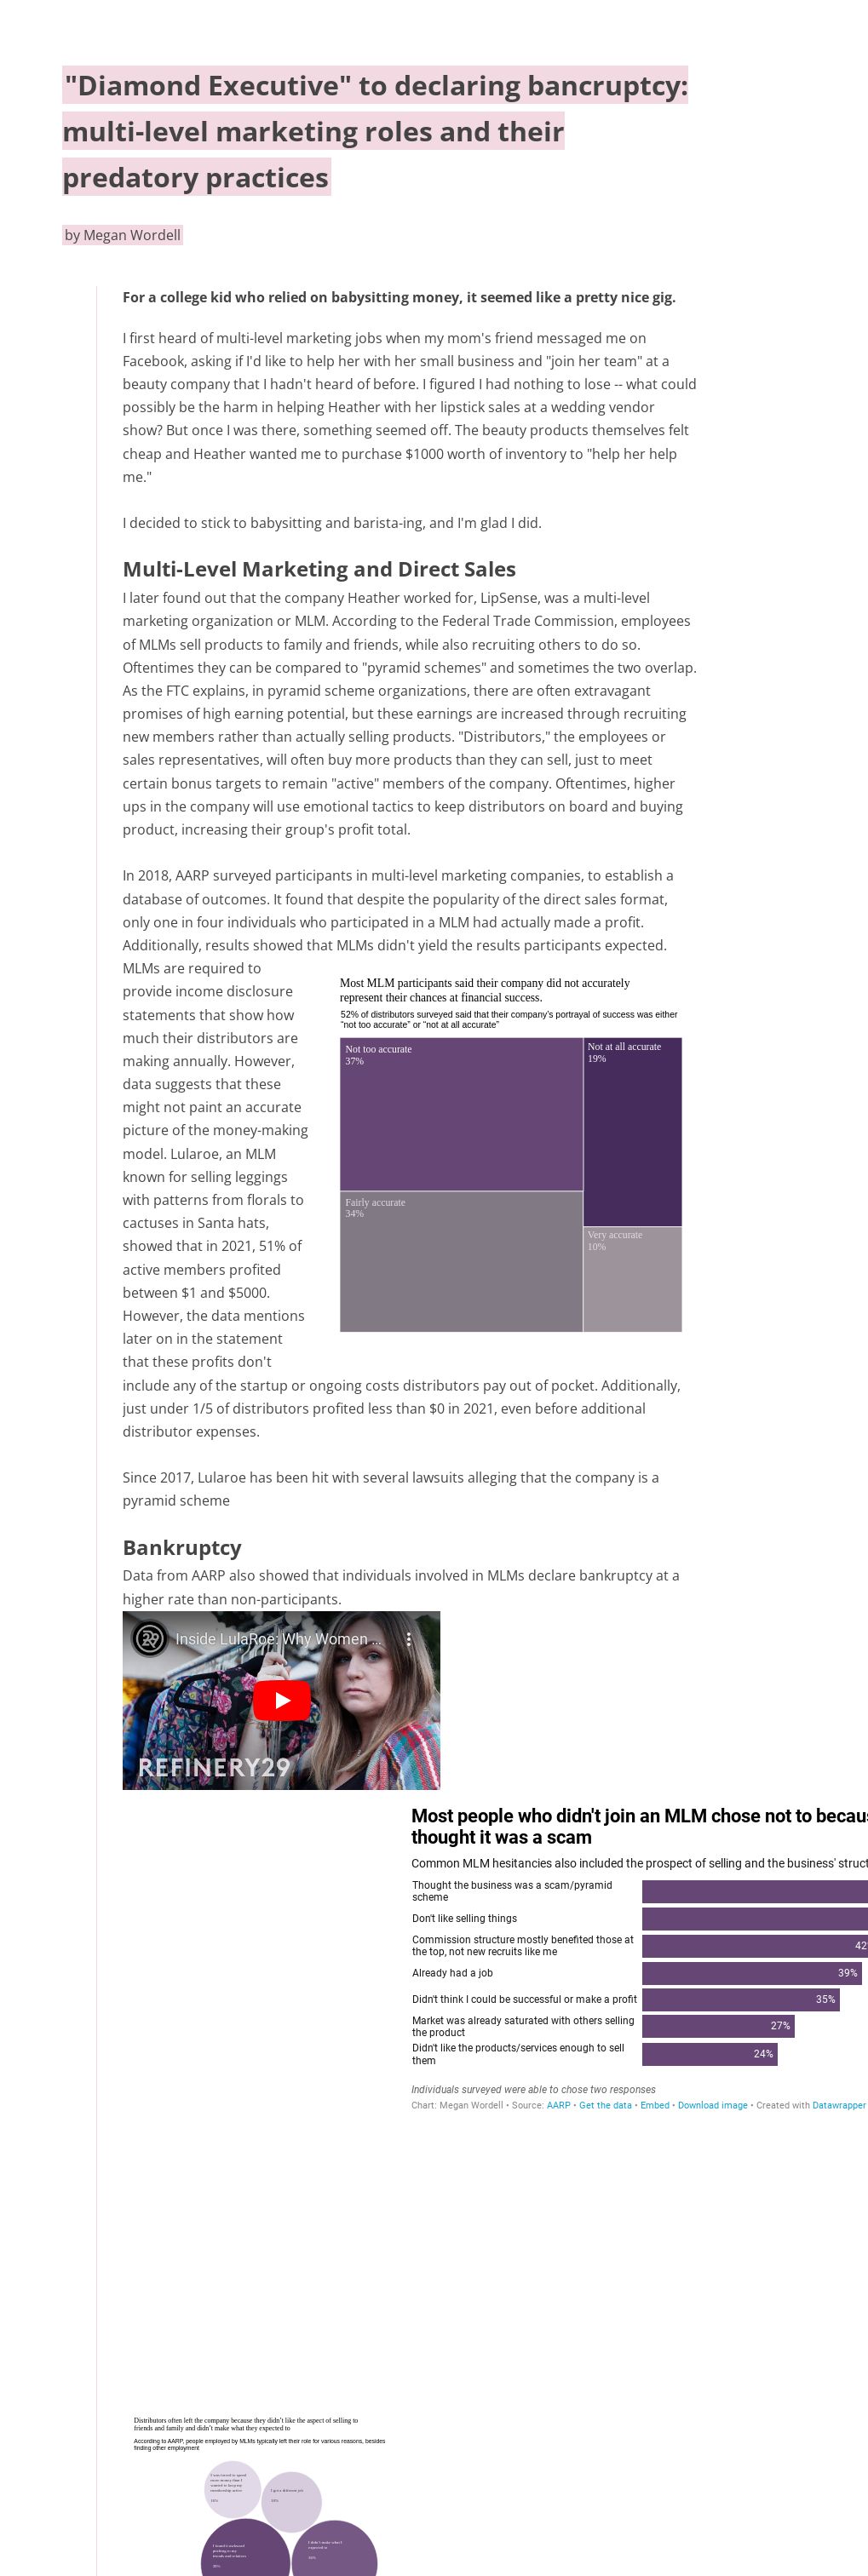 "Diamond Executive" to declaring bancruptcy:
multi-level marketing roles and their
predatory practices
by Megan Wordell
For a college kid who relied on babysitting money, it seemed like a pretty nice gig.
I first heard of multi-level marketing jobs when my mom's friend messaged me on
Facebook, asking if I'd like to help her with her small business and "join her team" at a
beauty company that I hadn't heard of before. I figured I had nothing to lose -- what could
possibly be the harm in helping Heather with her lipstick sales at a wedding vendor
show? But once I was there, something seemed off. The beauty products themselves felt
cheap and Heather wanted me to purchase $1000 worth of inventory to "help her help
me."
I decided to stick to babysitting and barista-ing, and I'm glad I did.
Multi-Level Marketing and Direct Sales
I later found out that the company Heather worked for, LipSense, was a multi-level
marketing organization or MLM. According to the Federal Trade Commission, employees
of MLMs sell products to family and friends, while also recruiting others to do so.
Oftentimes they can be compared to "pyramid schemes" and sometimes the two overlap.
As the FTC explains, in pyramid scheme organizations, there are often extravagant
promises of high earning potential, but these earnings are increased through recruiting
new members rather than actually selling products. "Distributors," the employees or
sales representatives, will often buy more products than they can sell, just to meet
certain bonus targets to remain "active" members of the company. Oftentimes, higher
ups in the company will use emotional tactics to keep distributors on board and buying
product, increasing their group's profit total.
In 2018, AARP surveyed participants in multi-level marketing companies, to establish a
database of outcomes. It found that despite the popularity of the direct sales format,
only one in four individuals who participated in a MLM had actually made a profit.
Additionally, results showed that MLMs didn't yield the results participants expected.
MLMs are required to
provide income disclosure
statements that show how
much their distributors are
making annually. However,
data suggests that these
might not paint an accurate
picture of the money-making
model. Lularoe, an MLM
known for selling leggings
with patterns from florals to
cactuses in Santa hats,
showed that in 2021, 51% of
active members profited
between $1 and $5000.
However, the data mentions
later on in the statement
that these profits don't
Most MLM participants said their company did not accurately
represent their chances at financial success.
52% of distributors surveyed said that their company's portrayal of success was either
“not too accurate” or “not at all accurate”
Not too accurate
37%
Not at all accurate
19%
Fairly accurate
34%
Very accurate
10%
include any of the startup or ongoing costs distributors pay out of pocket. Additionally,
just under 1/5 of distributors profited less than $0 in 2021, even before additional
distributor expenses.
Since 2017, Lularoe has been hit with several lawsuits alleging that the company is a
pyramid scheme
Bankruptcy
Data from AARP also showed that individuals involved in MLMs declare bankruptcy at a
higher rate than non-participants.
Inside LulaRoe: Why Women ...
REFINERY29
Most people who didn't join an MLM chose not to becaus
thought it was a scam
Common MLM hesitancies also included the prospect of selling and the business' struct
Thought the business was a scam/pyramid
scheme
Don't like selling things
Commission structure mostly benefited those at
the top, not new recruits like me
42
Already had a job
39%
Didn't think I could be successful or make a profit
35%
Market was already saturated with others selling
the product
27%
Didn't like the products/services enough to sell
them
24%
Individuals surveyed were able to chose two responses
Chart: Megan Wordell • Source: AARP • Get the data • Embed • Download image • Created with Datawrapper
Distributors often left the company because they didn't like the aspect of selling to
friends and family and didn't make what they expected to
According to AARP, people employed by MLMs typically left their role for various reasons, besides
finding other employment